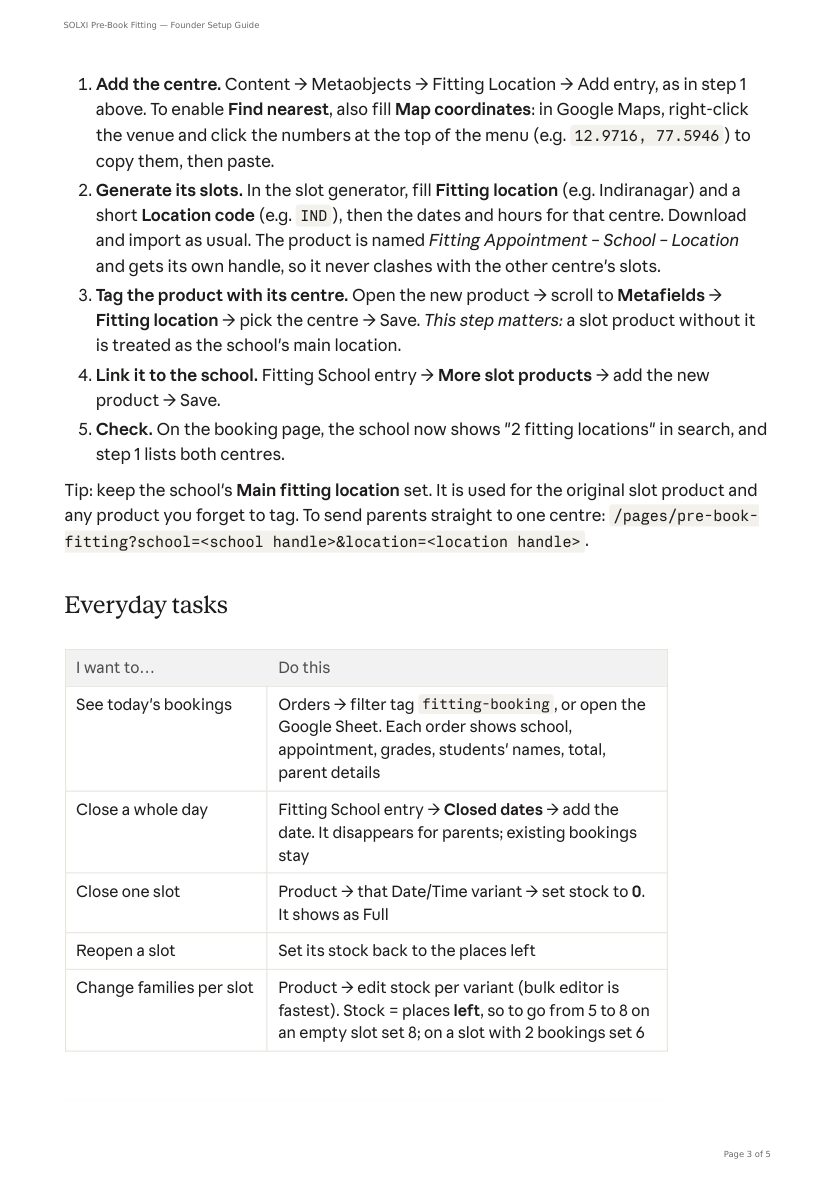 SOLXI Pre-Book Fitting — Founder Setup Guide
1. Add the centre. Content → Metaobjects → Fitting Location → Add entry, as in step 1
above. To enable Find nearest, also fill Map coordinates: in Google Maps, right-click
the venue and click the numbers at the top of the menu (e.g. 12.9716, 77.5946) to
copy them, then paste.
2. Generate its slots. In the slot generator, fill Fitting location (e.g. Indiranagar) and a
short Location code (e.g. IND), then the dates and hours for that centre. Download
and import as usual. The product is named Fitting Appointment – School – Location
and gets its own handle, so it never clashes with the other centre's slots.
3. Tag the product with its centre. Open the new product → scroll to Metafields →
Fitting location → pick the centre → Save. This step matters: a slot product without it
is treated as the school's main location.
4. Link it to the school. Fitting School entry → More slot products → add the new
product → Save.
5. Check. On the booking page, the school now shows "2 fitting locations" in search, and
step 1 lists both centres.
Tip: keep the school's Main fitting location set. It is used for the original slot product and
any product you forget to tag. To send parents straight to one centre: /pages/pre-book-
fitting?school=<school handle>&location=<location handle>.
Everyday tasks
I want to… Do this
See today's bookings Orders → filter tag fitting-booking, or open the
Google Sheet. Each order shows school,
appointment, grades, students' names, total,
parent details
Close a whole day Fitting School entry → Closed dates → add the
date. It disappears for parents; existing bookings
stay
Close one slot Product → that Date/Time variant → set stock to 0.
It shows as Full
Reopen a slot Set its stock back to the places left
Change families per slot Product → edit stock per variant (bulk editor is
fastest). Stock = places left, so to go from 5 to 8 on
an empty slot set 8; on a slot with 2 bookings set 6
Page 3 of 5